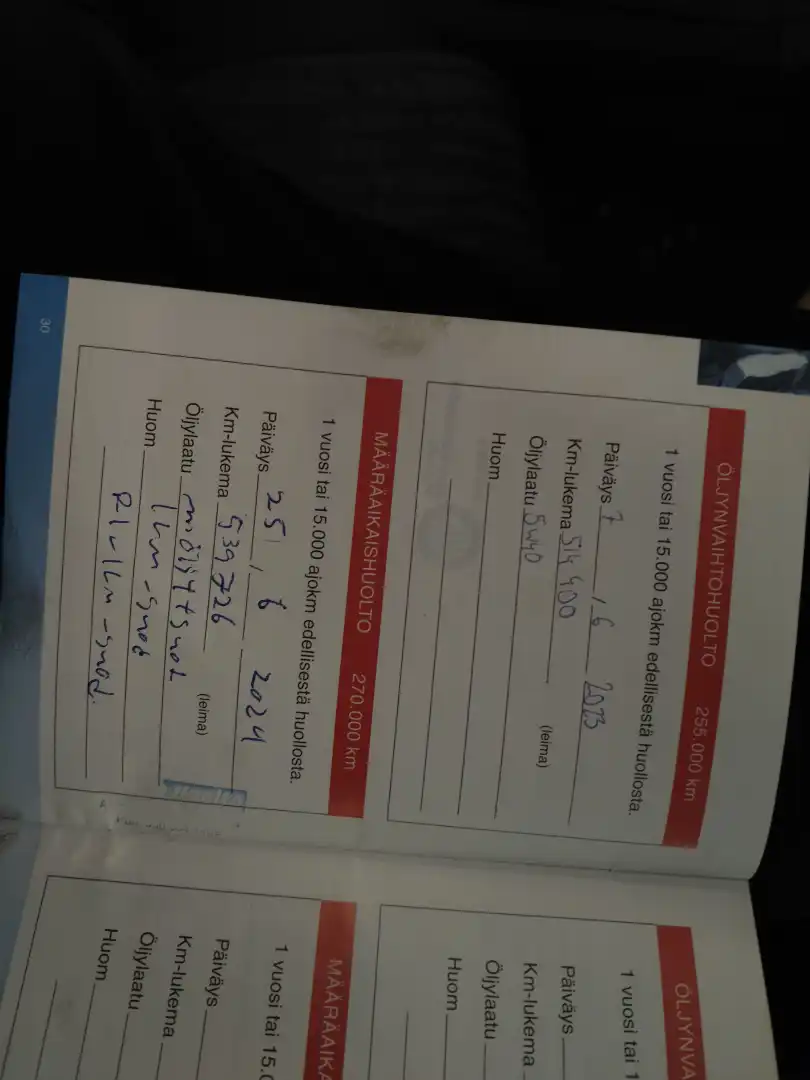 ÖLJYNVAIHTOHUOLTO 255.000 km
1 vuosi tai 15.000 ajokm edellisestä huollosta.
Päiväys 7 / 6 2023
Km-lukema 514 400
(leima)
Öljylaatu 5W40
Huom
MÄÄRÄAIKAISHUOLTO 270.000 km
1 vuosi tai 15.000 ajokm edellisestä huollosta.
Päiväys 25 / 6 2024
Km-lukema 539726
(leima)
Öljylaatu
Huom
30
ÖLJYNVA
1 vuosi tai 1
Päiväys
Km-lukema
Öljylaatu
Huom
MÄÄRÄAIKA
1 vuosi tai 15.0
Päiväys
Km-lukema
Öljylaatu
Huom